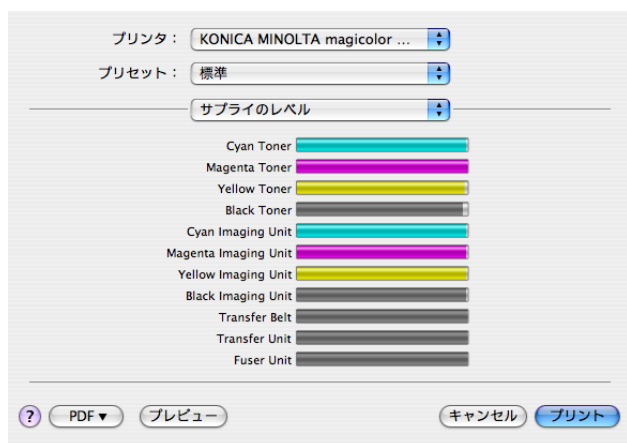 プリンタ： KONICA MINOLTA magicolor ...
プリセット： 標準
サプライのレベル
Cyan Toner
Magenta Toner
Yellow Toner
Black Toner
Cyan Imaging Unit
Magenta Imaging Unit
Yellow Imaging Unit
Black Imaging Unit
Transfer Belt
Transfer Unit
Fuser Unit
? PDF▼ プレビュー キャンセル プリント